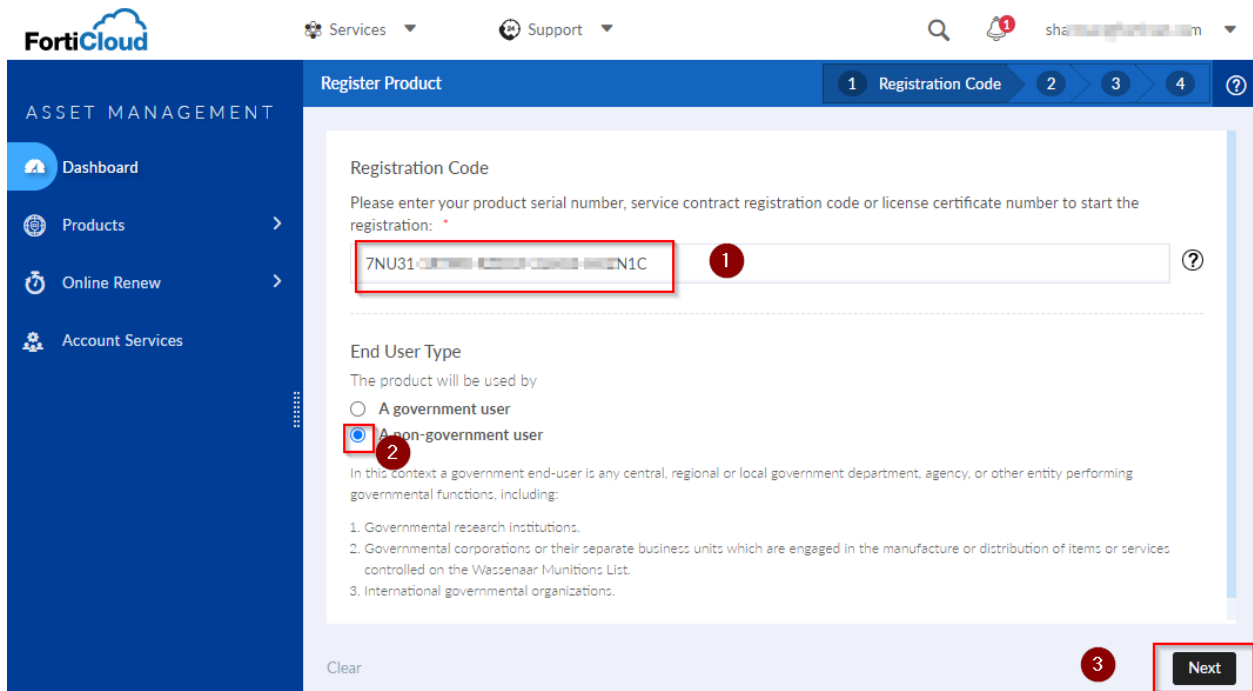 FortiCloud
Services
24
Support
1
sha
m
ASSET MANAGEMENT
Dashboard
Products
Online Renew
Account Services
Register Product
1 Registration Code 2 3 4 ?
Registration Code
Please enter your product serial number, service contract registration code or license certificate number to start the
registration: *
7NU31 N1C
1
?
End User Type
The product will be used by
A government user
A non-government user
2
In this context a government end-user is any central, regional or local government department, agency, or other entity performing
governmental functions, including:
1. Governmental research institutions.
2. Governmental corporations or their separate business units which are engaged in the manufacture or distribution of items or services
controlled on the Wassenaar Munitions List.
3. International governmental organizations.
Clear
3
Next